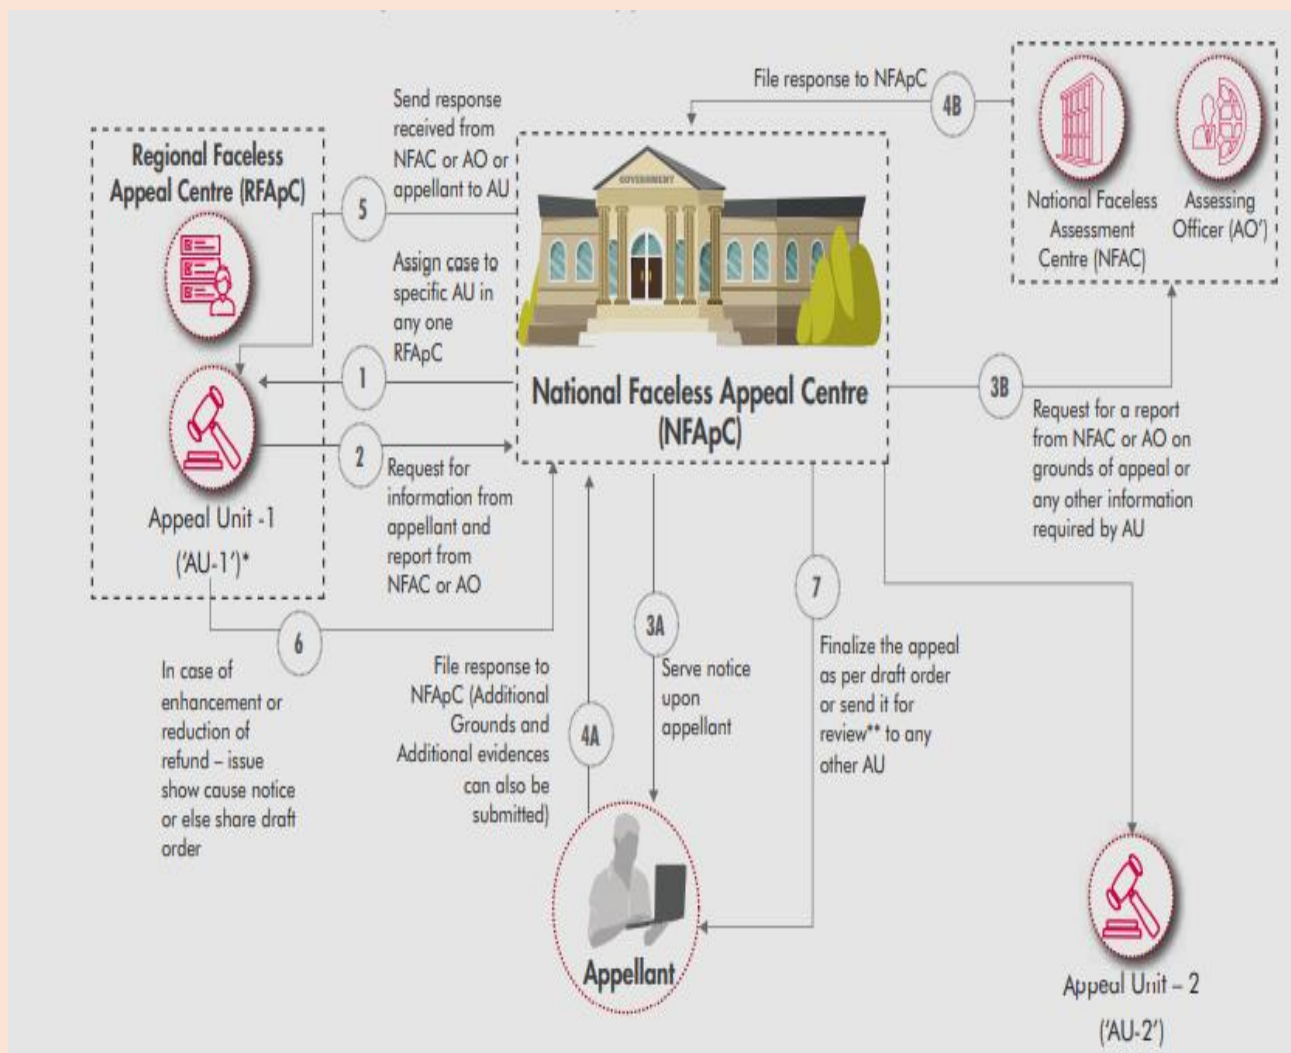 File response to NFApC
4B
National Faceless
Assessment
Centre (NFAC)
Assessing
Officer (AO')
Send response
received from
NFAC or AO or
appellant to AU
5
Regional Faceless
Appeal Centre (RFApC)
GOVERNMENT
Assign case to
specific AU in
any one
RFApC
1
National Faceless Appeal Centre
(NFApC)
3B
Request for a report
from NFAC or AO on
grounds of appeal or
any other information
required by AU
2
Request for
information from
appellant and
report from
NFAC or AO
Appeal Unit -1
('AU-1')*
6
In case of
enhancement or
reduction of
refund – issue
show cause notice
or else share draft
order
File response to
NFApC (Additional
Grounds and
Additional evidences
can also be
submitted)
4A
3A
Serve notice
upon
appellant
7
Finalize the appeal
as per draft order
or send it for
review** to any
other AU
Appellant
Appeal Unit – 2
('AU-2')